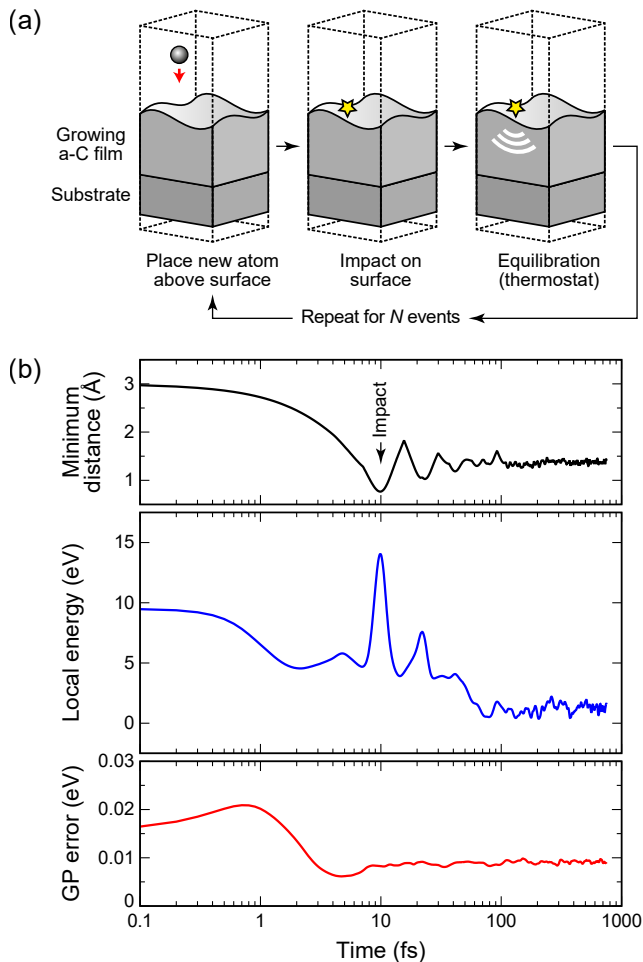 (a)
Growing
a-C film
Substrate
Place new atom
above surface
Impact on
surface
Equilibration
(thermostat)
Repeat for N events
(b)
Minimum
distance (Å)
3
2
1
Impact
Local energy (eV)
15
10
5
0
GP error (eV)
0.03
0.02
0.01
0
0.1
1
10
100
1000
Time (fs)